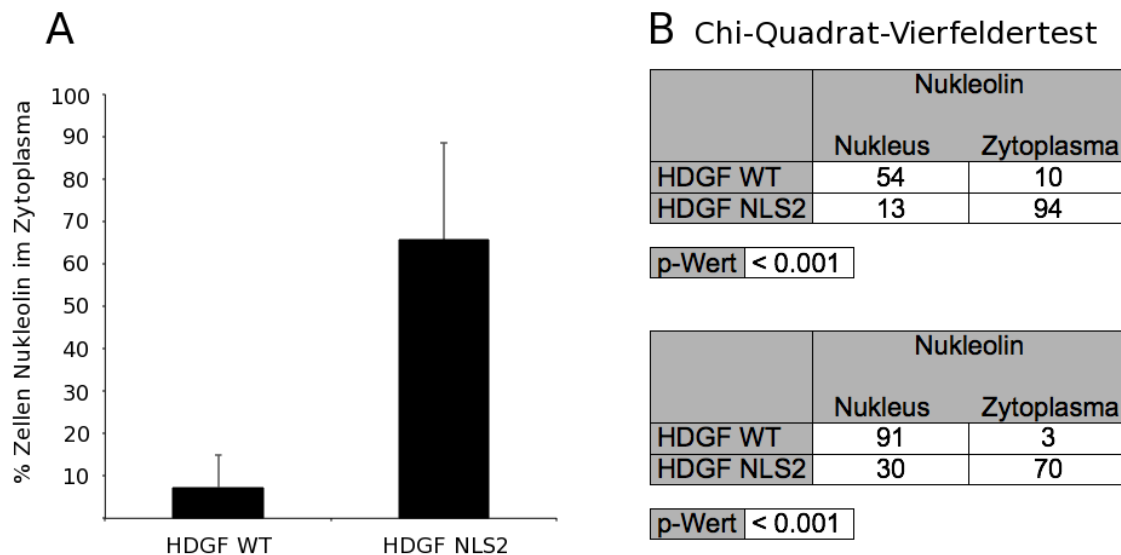 A
% Zellen Nukleolin im Zytoplasma
100
90
80
70
60
50
40
30
20
10
HDGF WT HDGF NLS2
B Chi-Quadrat-Vierfeldertest
Nukleolin
Nukleus Zytoplasma
HDGF WT 54 10
HDGF NLS2 13 94
p-Wert < 0.001
Nukleolin
Nukleus Zytoplasma
HDGF WT 91 3
HDGF NLS2 30 70
p-Wert < 0.001